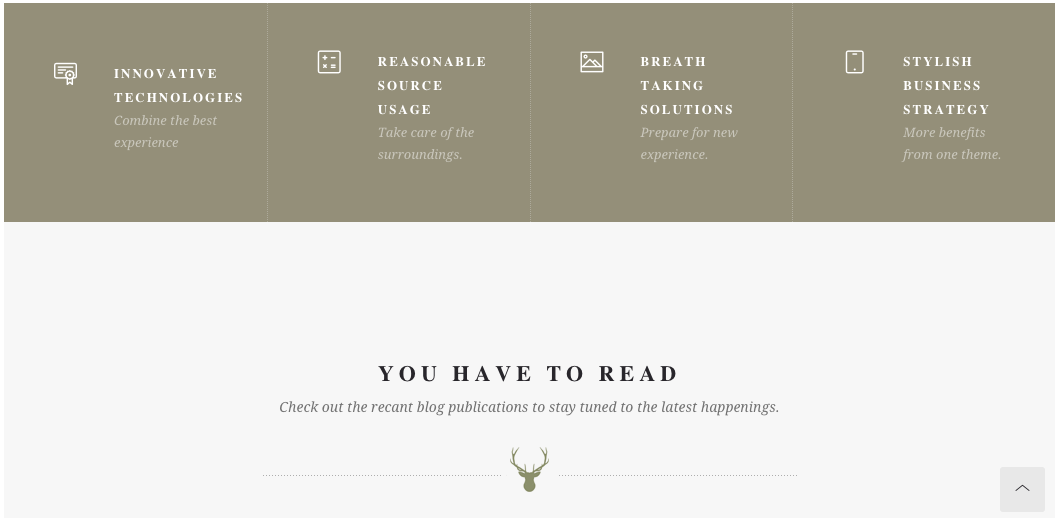 INNOVATIVE
TECHNOLOGIES
Combine the best
experience
REASONABLE
SOURCE
USAGE
Take care of the
surroundings.
BREATH
TAKING
SOLUTIONS
Prepare for new
experience.
STYLISH
BUSINESS
STRATEGY
More benefits
from one theme.
YOU HAVE TO READ
Check out the recant blog publications to stay tuned to the latest happenings.